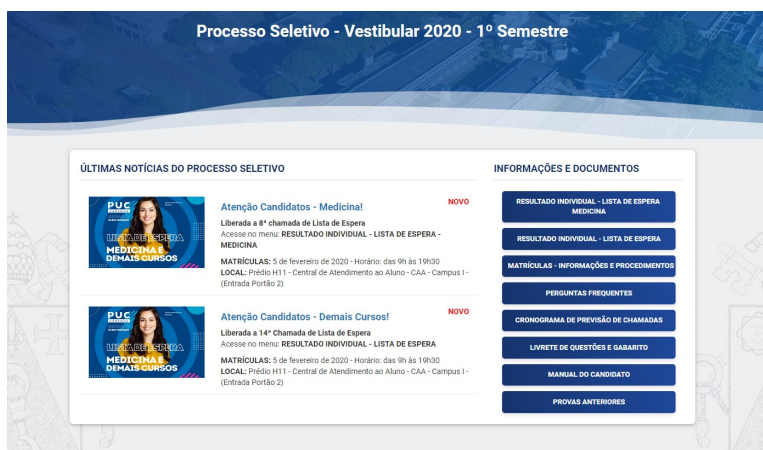 Processo Seletivo - Vestibular 2020 - 1º Semestre
ÚLTIMAS NOTÍCIAS DO PROCESSO SELETIVO
PUC
CAMPINAS
LISTA DE ESPERA
MEDICINA E
DEMAIS CURSOS
Atenção Candidatos - Medicina!
NOVO
Liberada a 8ª chamada de Lista de Espera
Acesse no menu: RESULTADO INDIVIDUAL - LISTA DE ESPERA -
MEDICINA
MATRÍCULAS: 5 de fevereiro de 2020 - Horário: das 9h às 19h30
LOCAL: Prédio H11 - Central de Atendimento ao Aluno - CAA - Campus I -
(Entrada Portão 2)
PUC
CAMPINAS
LISTA DE ESPERA
MEDICINA E
DEMAIS CURSOS
Atenção Candidatos - Demais Cursos!
NOVO
Liberada a 14ª Chamada de Lista de Espera
Acesse no menu: RESULTADO INDIVIDUAL - LISTA DE ESPERA
MATRÍCULAS: 5 de fevereiro de 2020 - Horário: das 9h às 19h30
LOCAL: Prédio H11 - Central de Atendimento ao Aluno - CAA - Campus I -
(Entrada Portão 2)
INFORMAÇÕES E DOCUMENTOS
RESULTADO INDIVIDUAL - LISTA DE ESPERA
MEDICINA
RESULTADO INDIVIDUAL - LISTA DE ESPERA
MATRÍCULAS - INFORMAÇÕES E PROCEDIMENTOS
PERGUNTAS FREQUENTES
CRONOGRAMA DE PREVISÃO DE CHAMADAS
LIVRETE DE QUESTÕES E GABARITO
MANUAL DO CANDIDATO
PROVAS ANTERIORES